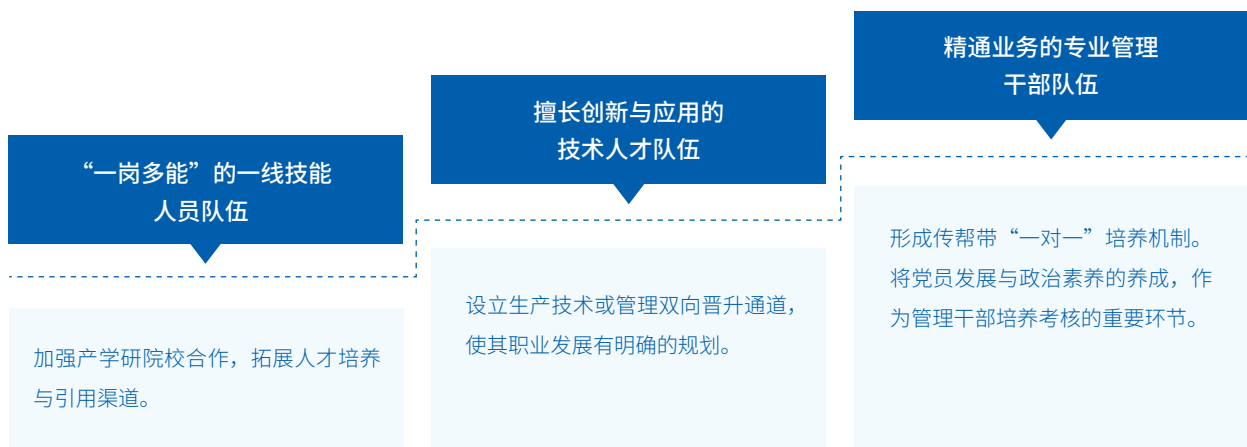 “一岗多能”的一线技能
人员队伍
加强产学研院校合作，拓展人才培养
与引用渠道。
擅长创新与应用的
技术人才队伍
设立生产技术或管理双向晋升通道，
使其职业发展有明确的规划。
精通业务的专业管理
干部队伍
形成传帮带“一对一”培养机制。
将党员发展与政治素养的养成，作
为管理干部培养考核的重要环节。